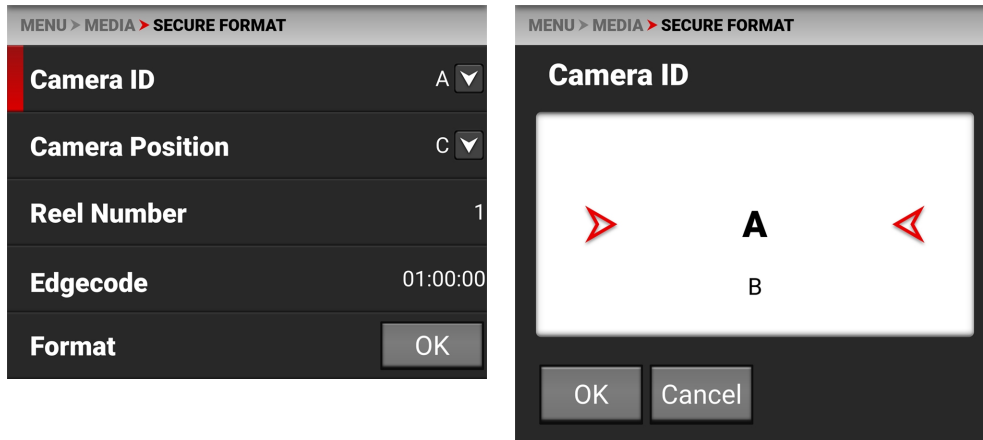 MENU > MEDIA > SECURE FORMAT
Camera ID A
Camera Position C
Reel Number 1
Edgecode 01:00:00
Format OK
MENU > MEDIA > SECURE FORMAT
Camera ID
A
B
OK Cancel